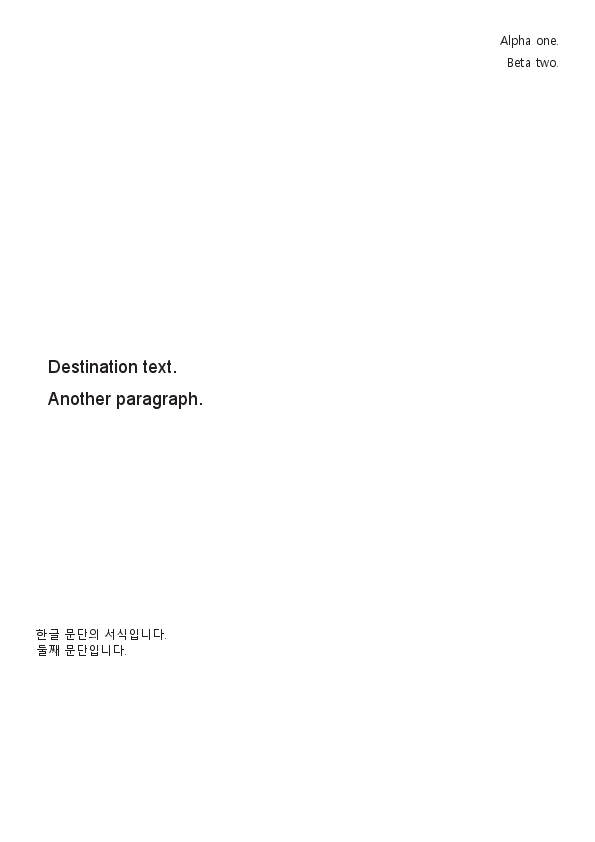 Alpha one.
Beta two.
Destination text.
Another paragraph.
한글 문단의 서식입니다.
둘째 문단입니다.